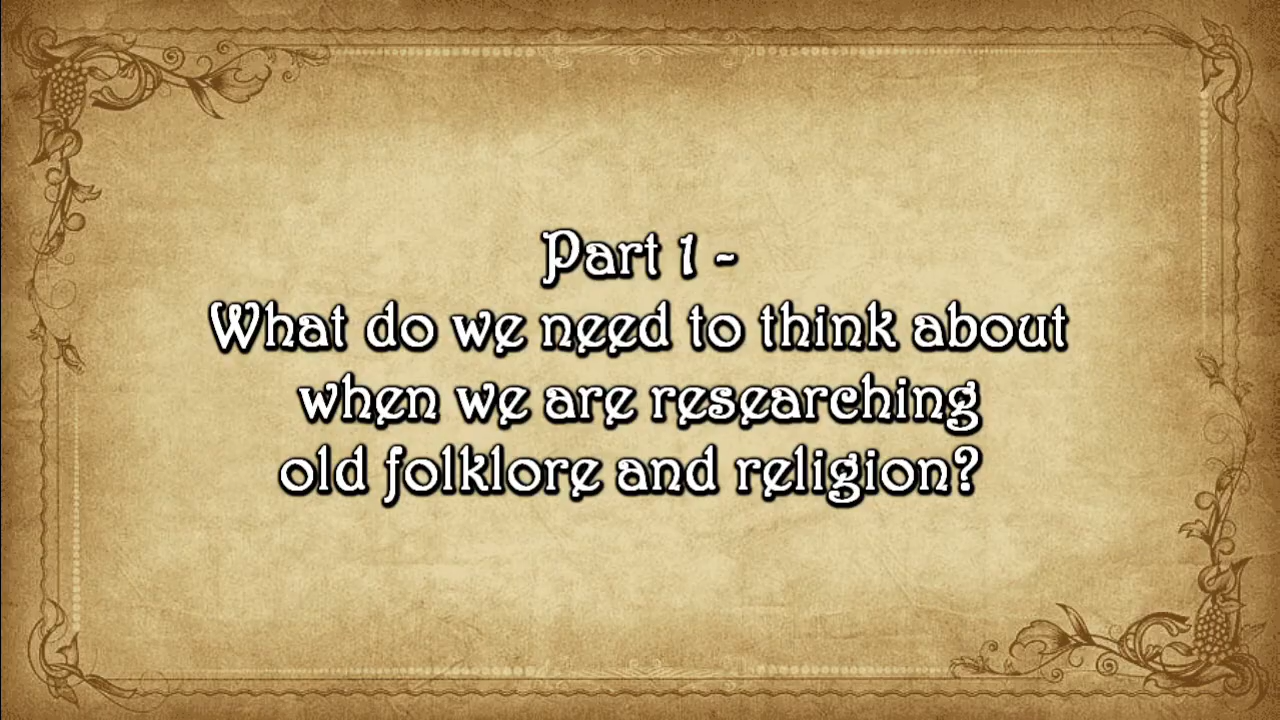 Part 1 -
What do we need to think about
when we are researching
old folklore and religion?